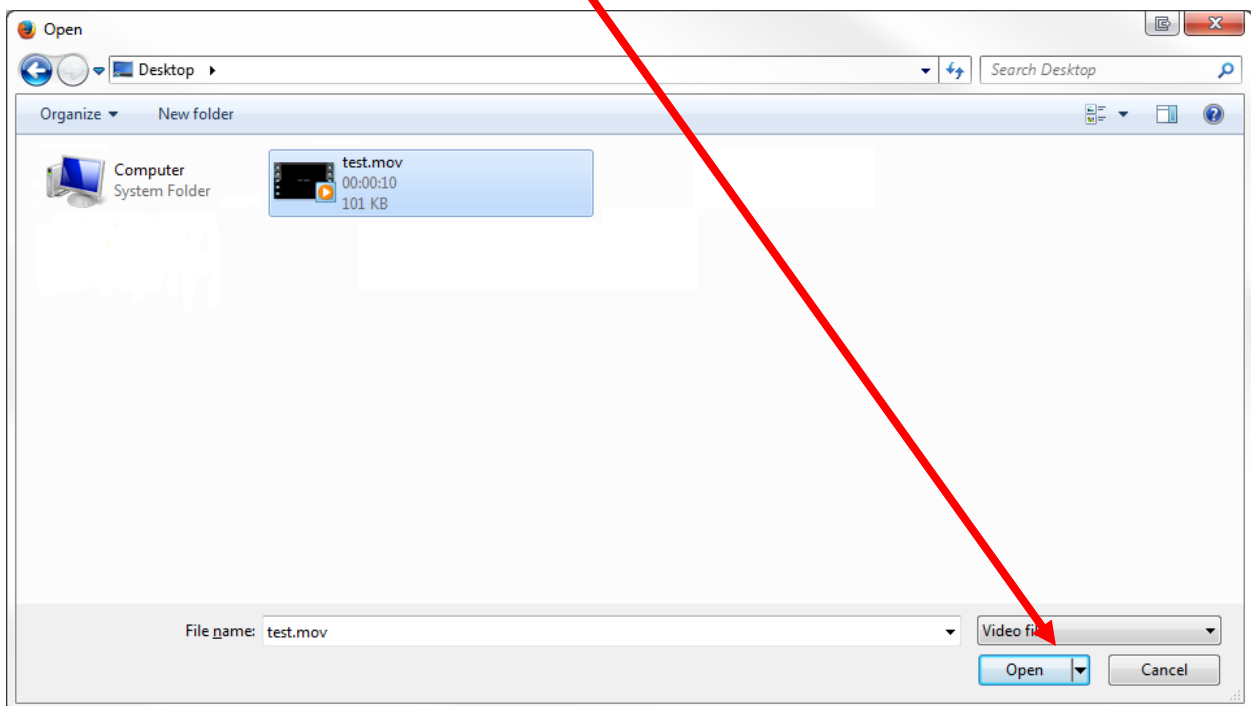 Open
Desktop
Search Desktop
Organize
New folder
Computer
System Folder
test.mov
00:00:10
101 KB
File name: test.mov
Video
Open
Cancel